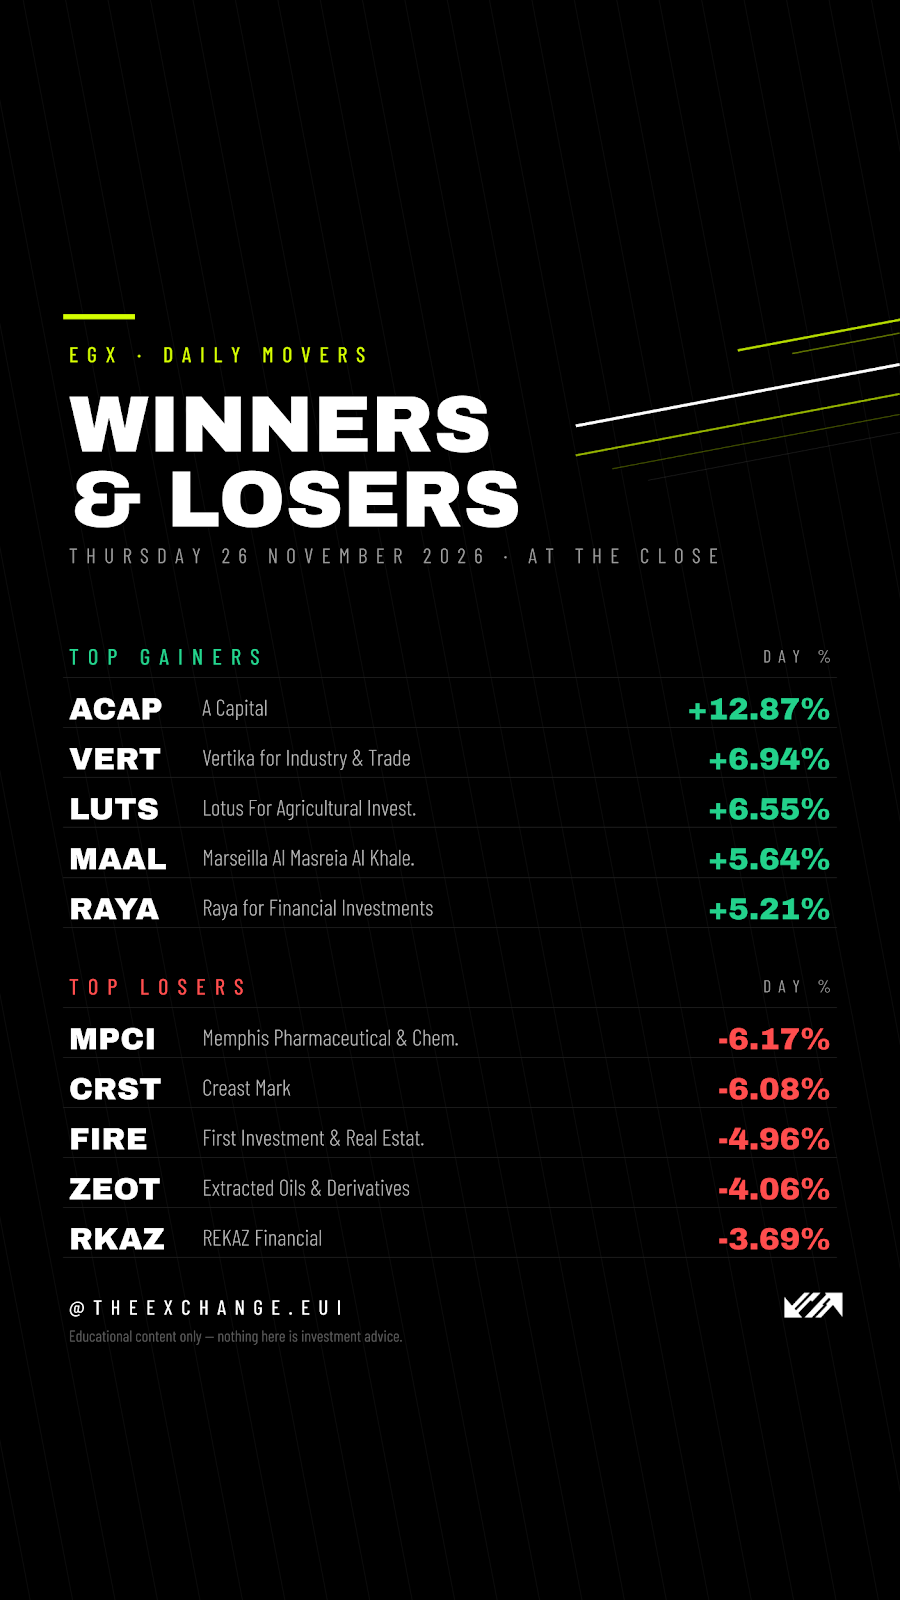 EGX · DAILY MOVERS
WINNERS
& LOSERS
THURSDAY 26 NOVEMBER 2026 · AT THE CLOSE
TOP GAINERS DAY %
ACAP A Capital +12.87%
VERT Vertika for Industry & Trade +6.94%
LUTS Lotus For Agricultural Invest. +6.55%
MAAL Marseilla Al Masreia Al Khale. +5.64%
RAYA Raya for Financial Investments +5.21%
TOP LOSERS DAY %
MPCI Memphis Pharmaceutical & Chem. -6.17%
CRST Creast Mark -6.08%
FIRE First Investment & Real Estat. -4.96%
ZEOT Extracted Oils & Derivatives -4.06%
RKAZ REKAZ Financial -3.69%
@THEEXCHANGE.EUI
Educational content only — nothing here is investment advice.